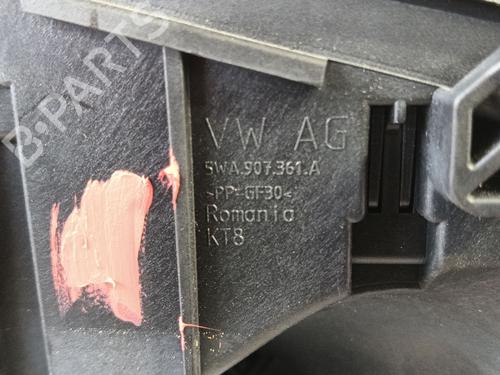 B-PARTS
VW AG
5WA.907.361.A
>PP-GF30<
Romania
KT8